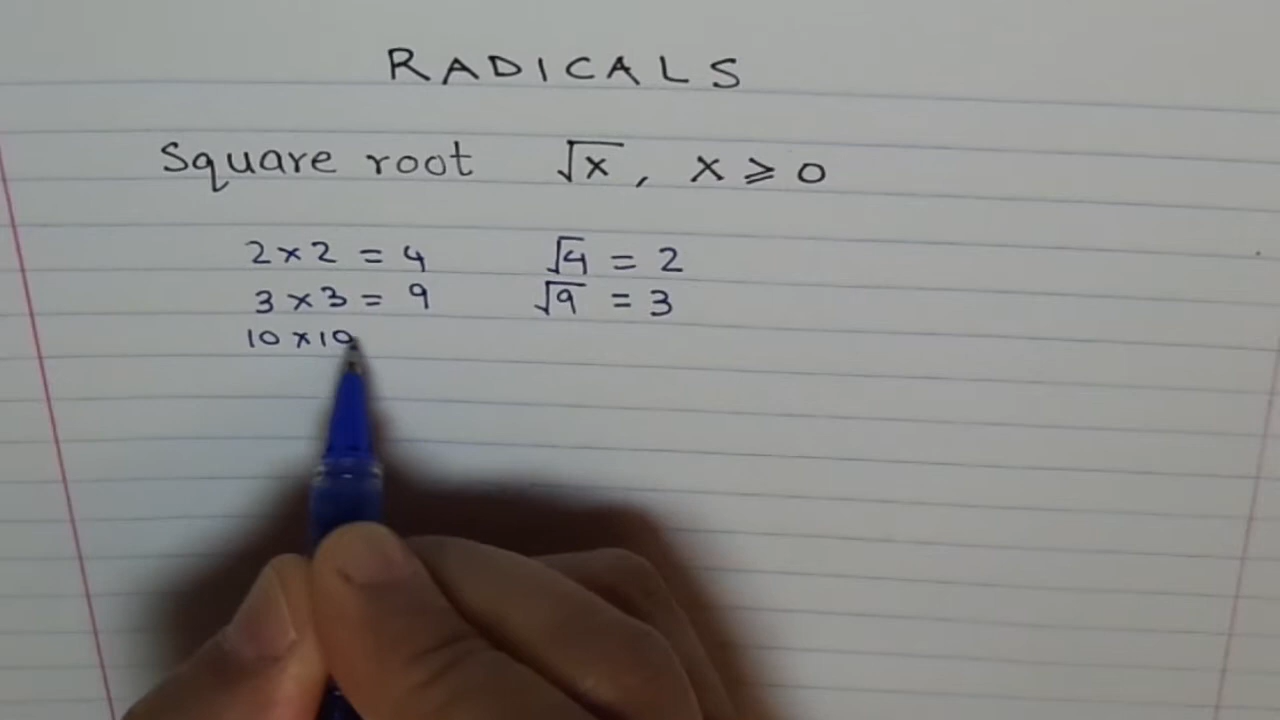 RADICALS
Square root √x, x ⩾ 0
2 × 2 = 4 √4 = 2
3 × 3 = 9 √9 = 3
10 × 10